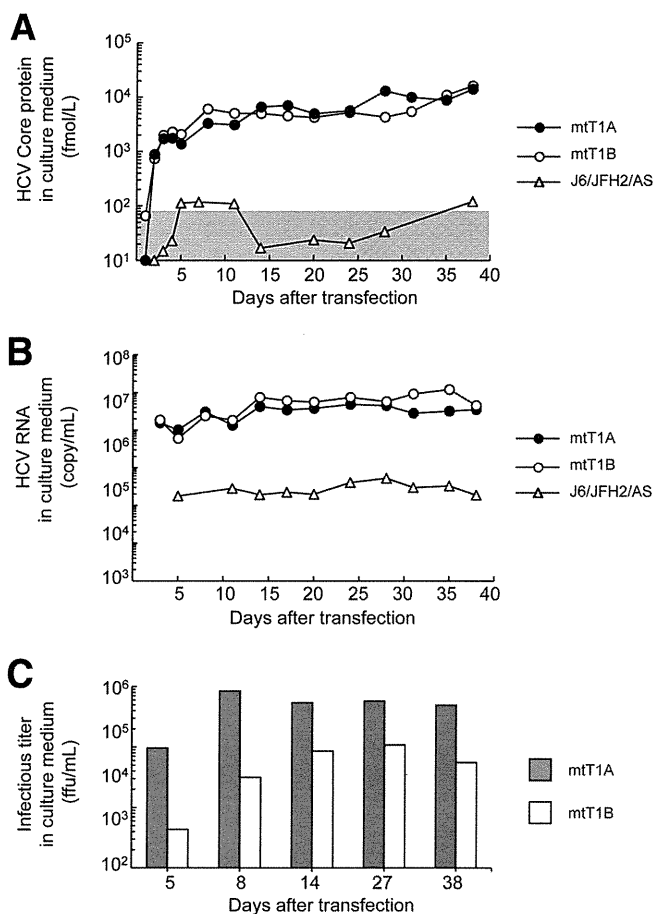 A
HCV Core protein
in culture medium
(fmol/L)
10⁵
10⁴
10³
10²
10¹
5 10 15 20 25 30 35 40
Days after transfection
mtT1A
mtT1B
J6/JFH2/AS
B
HCV RNA
in culture medium
(copy/mL)
10⁸
10⁷
10⁶
10⁵
10⁴
10³
5 10 15 20 25 30 35 40
Days after transfection
mtT1A
mtT1B
J6/JFH2/AS
C
Infectious titer
in culture medium
(ffu/mL)
10⁶
10⁵
10⁴
10³
10²
5 8 14 27 38
Days after transfection
mtT1A
mtT1B